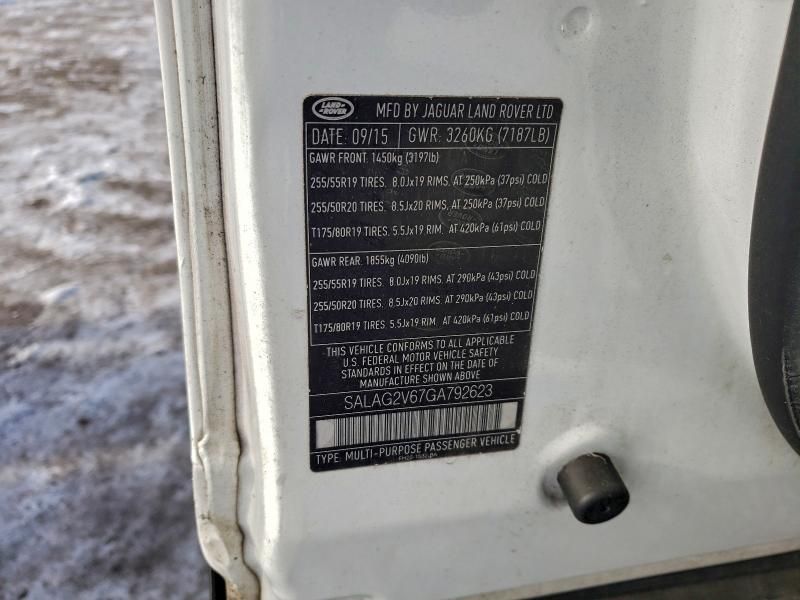 LAND ROVER
MFD BY JAGUAR LAND ROVER LTD
DATE: 09/15 GWR: 3260KG (7187LB)
GAWR FRONT: 1450kg (3197lb)
255/55R19 TIRES. 8.0Jx19 RIMS. AT 250kPa (37psi) COLD
255/50R20 TIRES. 8.5Jx20 RIMS. AT 250kPa (37psi) COLD
T175/80R19 TIRES. 5.5Jx19 RIM. AT 420kPa (61psi) COLD
GAWR REAR. 1855kg (4090lb)
255/55R19 TIRES. 8.0Jx19 RIMS. AT 290kPa (43psi) COLD
255/50R20 TIRES. 8.5Jx20 RIMS. AT 290kPa (43psi) COLD
T175/80R19 TIRES. 5.5Jx19 RIM. AT 420kPa (61psi) COLD
THIS VEHICLE CONFORMS TO ALL APPLICABLE
U.S. FEDERAL MOTOR VEHICLE SAFETY
STANDARDS IN EFFECT ON THE DATE OF
MANUFACTURE SHOWN ABOVE.
SALAG2V67GA792623
TYPE: MULTI-PURPOSE PASSENGER VEHICLE